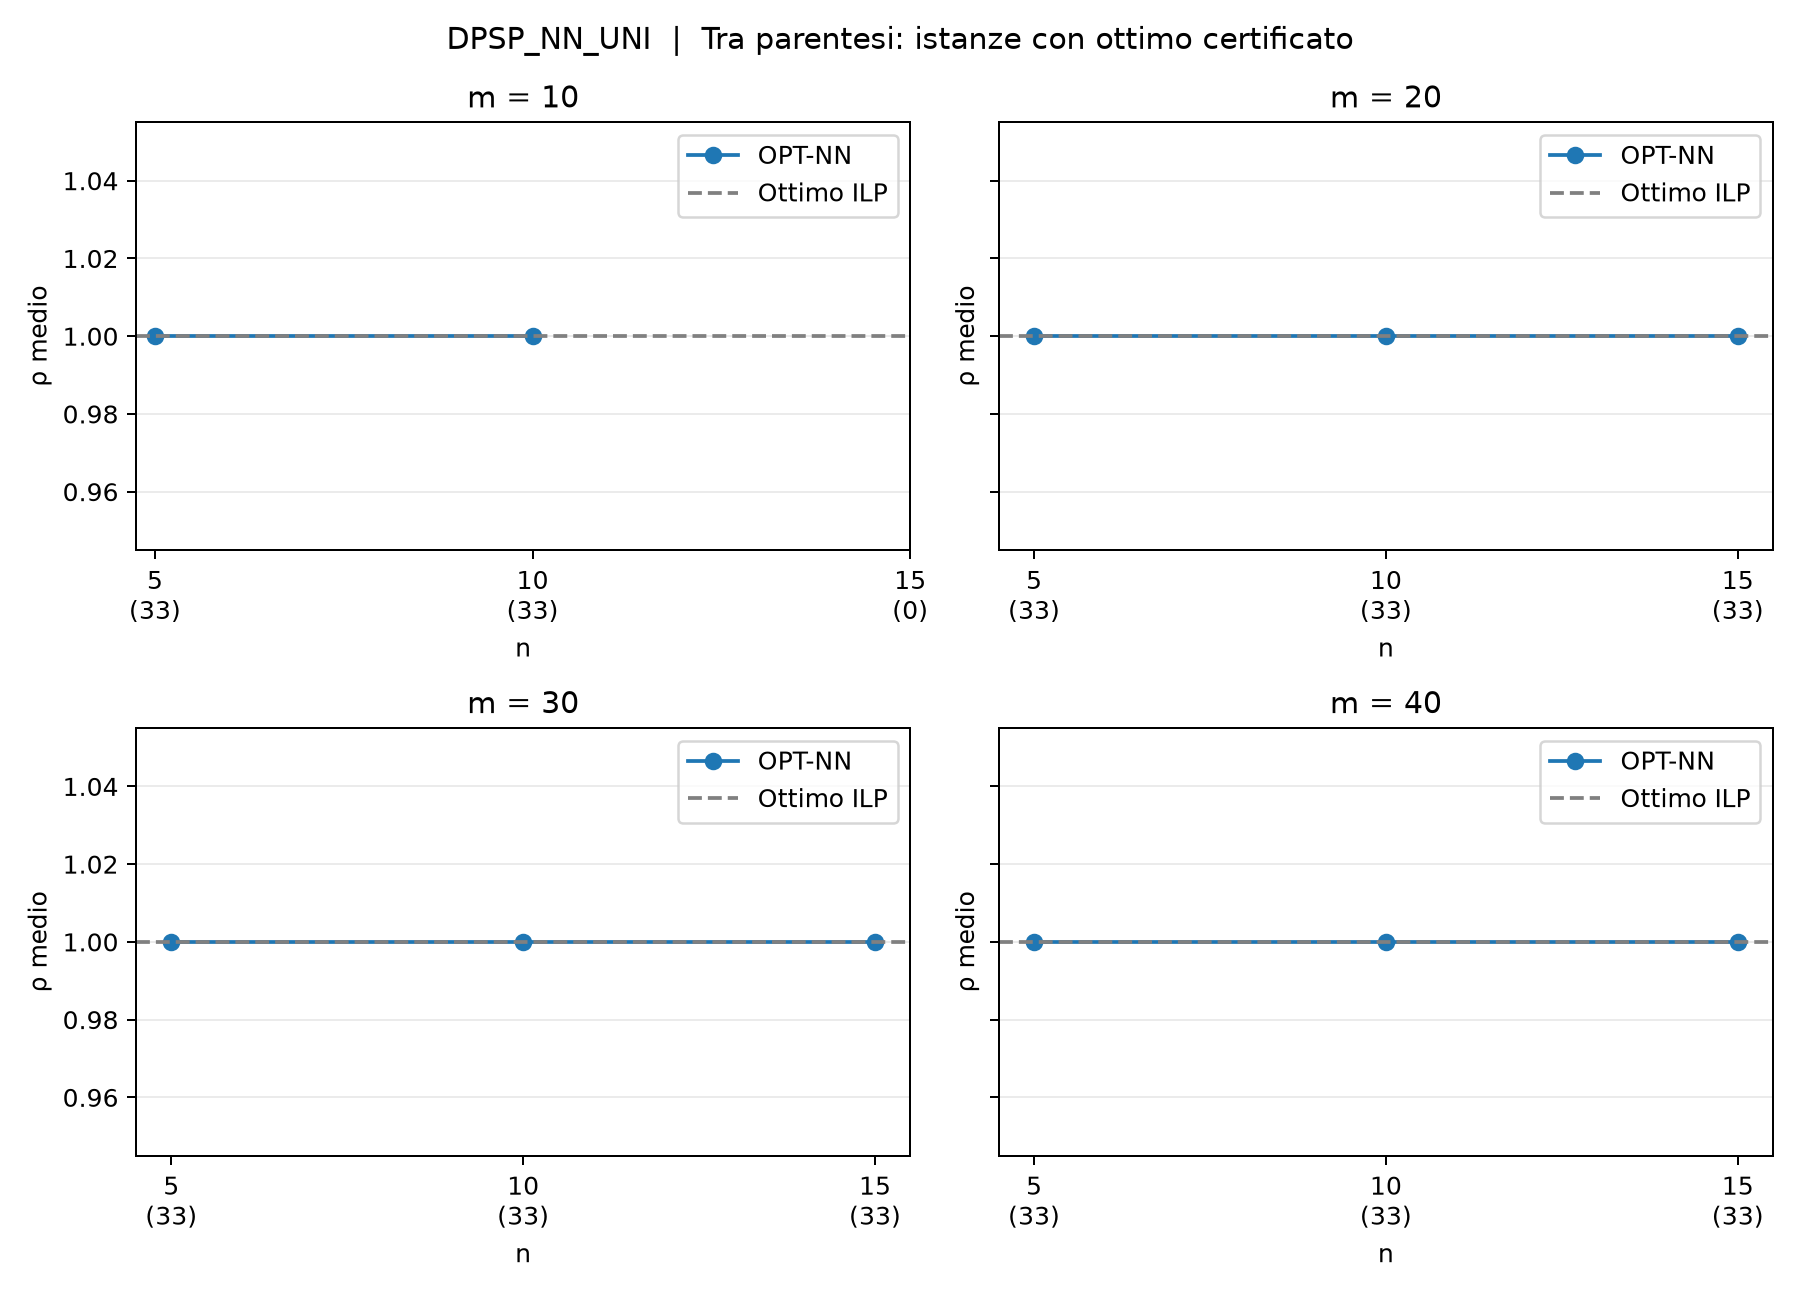 DPSP_NN_UNI | Tra parentesi: istanze con ottimo certificato
m = 10
OPT-NN
Ottimo ILP
1.04
1.02
1.00
0.98
0.96
ρ medio
5 10 15
(33) (33) (0)
n
m = 20
OPT-NN
Ottimo ILP
ρ medio
5 10 15
(33) (33) (33)
n
m = 30
OPT-NN
Ottimo ILP
1.04
1.02
1.00
0.98
0.96
ρ medio
5 10 15
(33) (33) (33)
n
m = 40
OPT-NN
Ottimo ILP
ρ medio
5 10 15
(33) (33) (33)
n